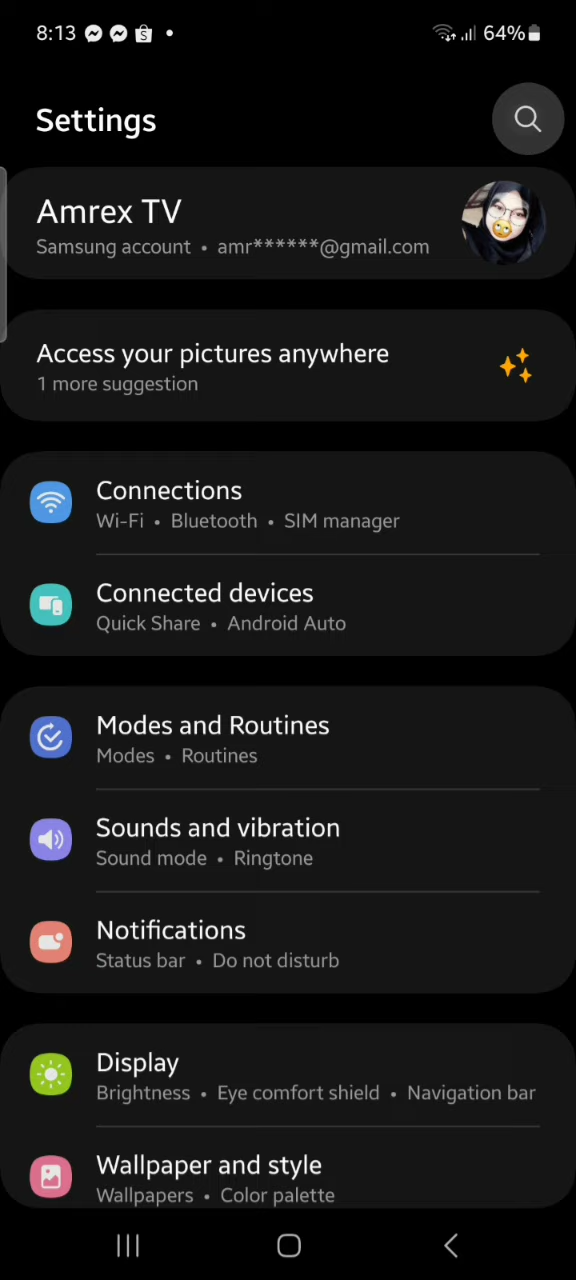 8:13
64%
Settings
Amrex TV
Samsung account • amr******@gmail.com
Access your pictures anywhere
1 more suggestion
Connections
Wi-Fi • Bluetooth • SIM manager
Connected devices
Quick Share • Android Auto
Modes and Routines
Modes • Routines
Sounds and vibration
Sound mode • Ringtone
Notifications
Status bar • Do not disturb
Display
Brightness • Eye comfort shield • Navigation bar
Wallpaper and style
Wallpapers • Color palette